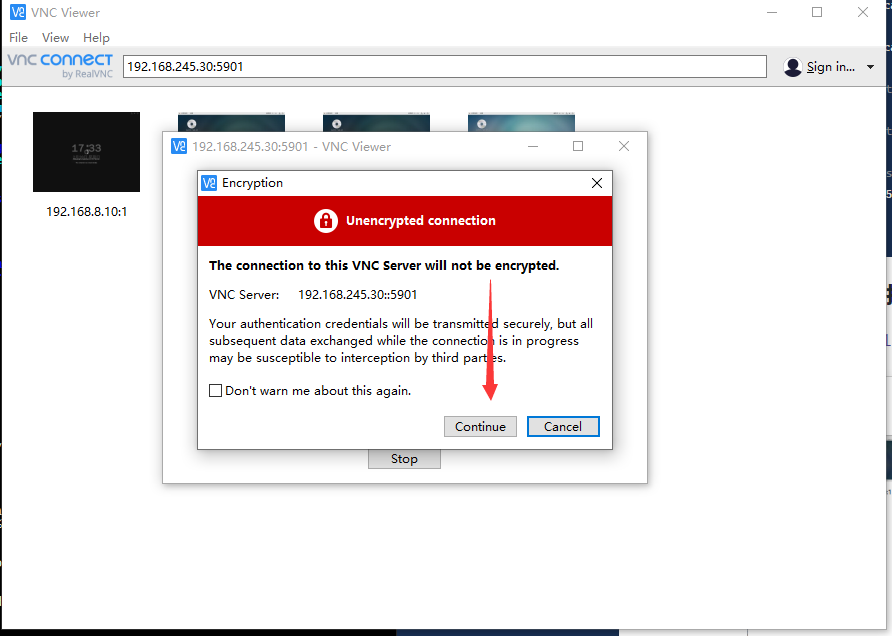 VNC Viewer
File View Help
vnc connect
by RealVNC
192.168.245.30:5901
Sign in...
17:33
192.168.8.10:1
192.168.245.30:5901 - VNC Viewer
Encryption
Unencrypted connection
The connection to this VNC Server will not be encrypted.
VNC Server: 192.168.245.30::5901
Your authentication credentials will be transmitted securely, but all
subsequent data exchanged while the connection is in progress
may be susceptible to interception by third parties.
Don't warn me about this again.
Continue Cancel
Stop